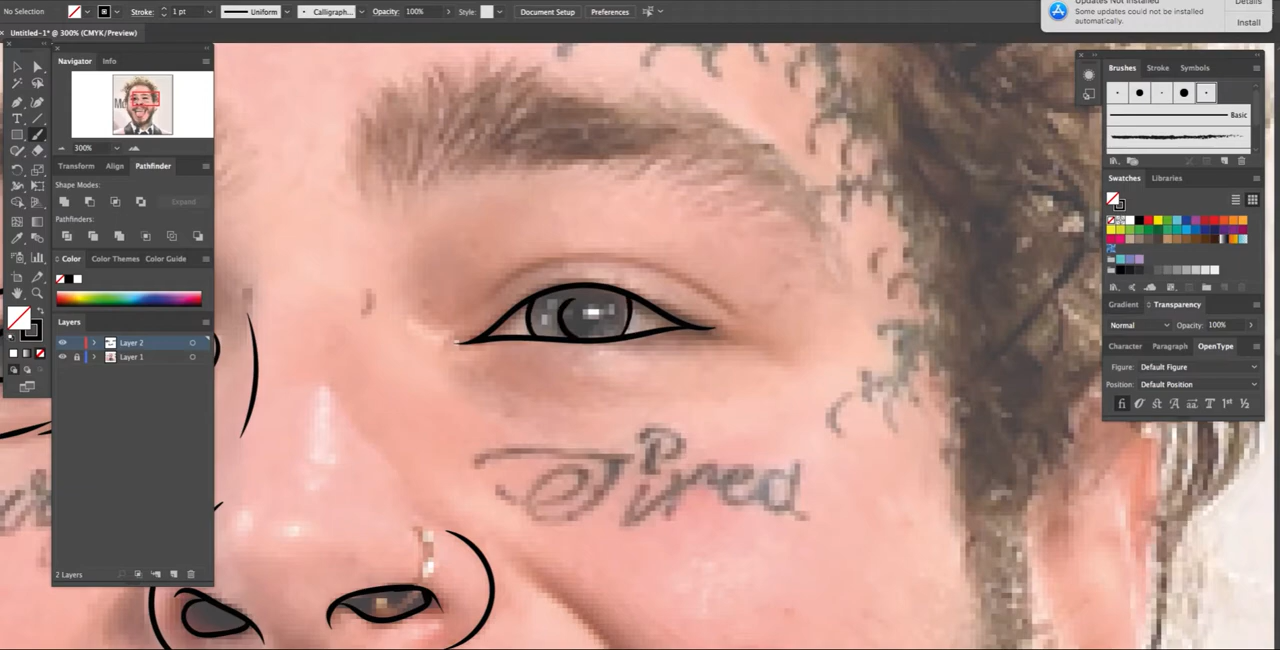 No Selection Stroke: 1 pt Uniform Calligraph... Opacity: 100% Style: Document Setup Preferences
Updates Not Installed
Some updates could not be installed automatically.
Details
Install
Untitled-1* @ 300% (CMYK/Preview)
Navigator Info
300%
Transform Align Pathfinder
Shape Modes:
Expand
Pathfinders:
Color Color Themes Color Guide
Layers
Layer 2
Layer 1
2 Layers
Brushes Stroke Symbols
Basic
Swatches Libraries
Gradient Transparency
Normal Opacity: 100%
Character Paragraph OpenType
Figure: Default Figure
Position: Default Position
Tired